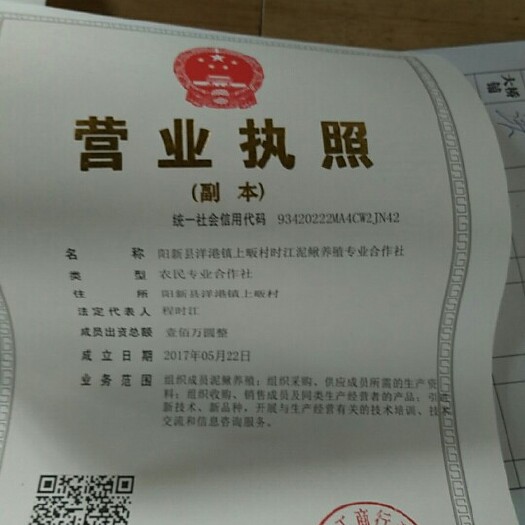 营业执照
(副本)
统一社会信用代码 93420222MA4CW2JN42
名称 阳新县洋港镇上畈村时江泥鳅养殖专业合作社
类型 农民专业合作社
住所 阳新县洋港镇上畈村
法定代表人 程时江
成员出资总额 壹佰万圆整
成立日期 2017年05月22日
业务范围 组织成员泥鳅养殖；组织采购、供应成员所需的生产资
料；组织收购、销售成员及同类生产经营者的产品；引进
新技术、新品种，开展与生产经营有关的技术培训、技术
交流和信息咨询服务。
工商行
大桥
铺